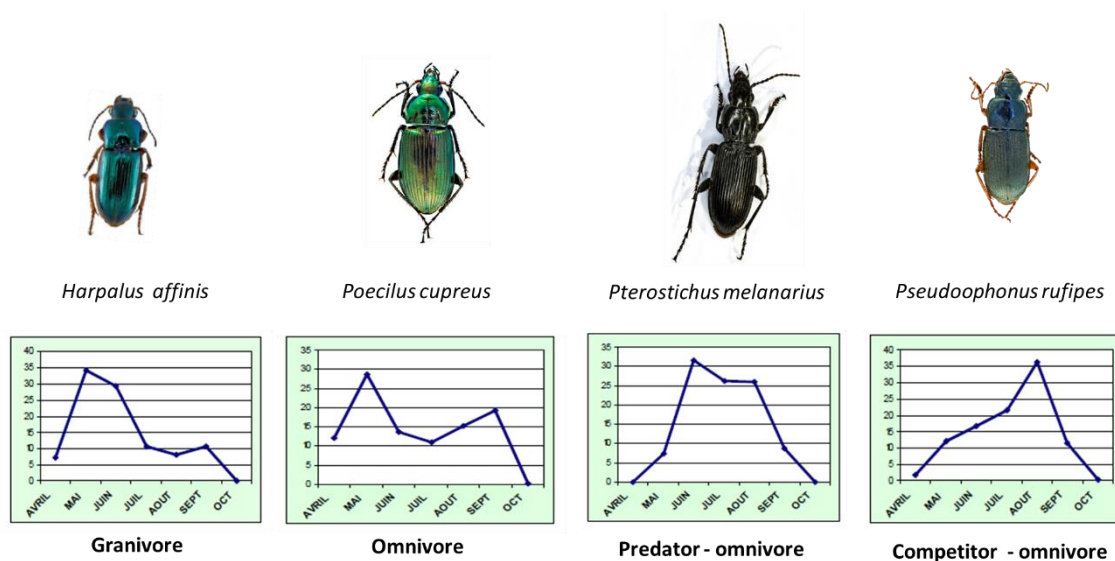 Harpalus affinis
Poecilus cupreus
Pterostichus melanarius
Pseudoophonus rufipes
40
35
30
25
20
15
10
5
0
AVRIL
MAI
JUIN
JUIL
AOUT
SEPT
OCT
35
30
25
20
15
10
5
0
AVRIL
MAI
JUIN
JUIL
AOUT
SEPT
OCT
35
30
25
20
15
10
5
0
AVRIL
MAI
JUIN
JUIL
AOUT
SEPT
OCT
40
35
30
25
20
15
10
5
0
AVRIL
MAI
JUIN
JUIL
AOUT
SEPT
OCT
Granivore
Omnivore
Predator - omnivore
Competitor - omnivore